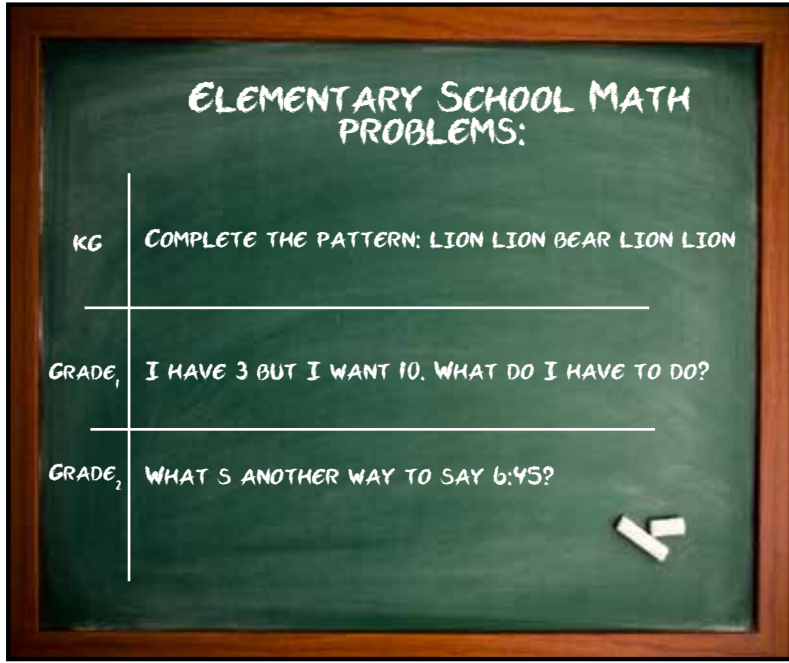 Elementary School Math
problems:
KG Complete the pattern: lion lion bear lion lion
Grade1 I have 3 but I want 10. What do I have to do?
Grade2 What s another way to say 6:45?